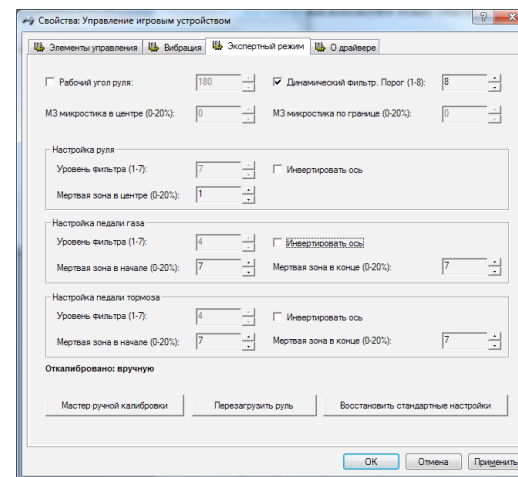 Свойства: Управление игровым устройством
Элементы управления Вибрация Экспертный режим О драйвере
Рабочий угол руля: 180 Динамический фильтр. Порог (1-8): 8
МЗ микростика в центре (0-20%): 0 МЗ микростика по границе (0-20%): 0
Настройка руля
Уровень фильтра (1-7): 7 Инвертировать ось
Мертвая зона в центре (0-20%): 1
Настройка педали газа
Уровень фильтра (1-7): 4 Инвертировать ось
Мертвая зона в начале (0-20%): 7 Мертвая зона в конце (0-20%): 7
Настройка педали тормоза
Уровень фильтра (1-7): 4 Инвертировать ось
Мертвая зона в начале (0-20%): 7 Мертвая зона в конце (0-20%): 7
Откалибровано: вручную
Мастер ручной калибровки Перезагрузить руль Восстановить стандартные настройки
OK Отмена Применить